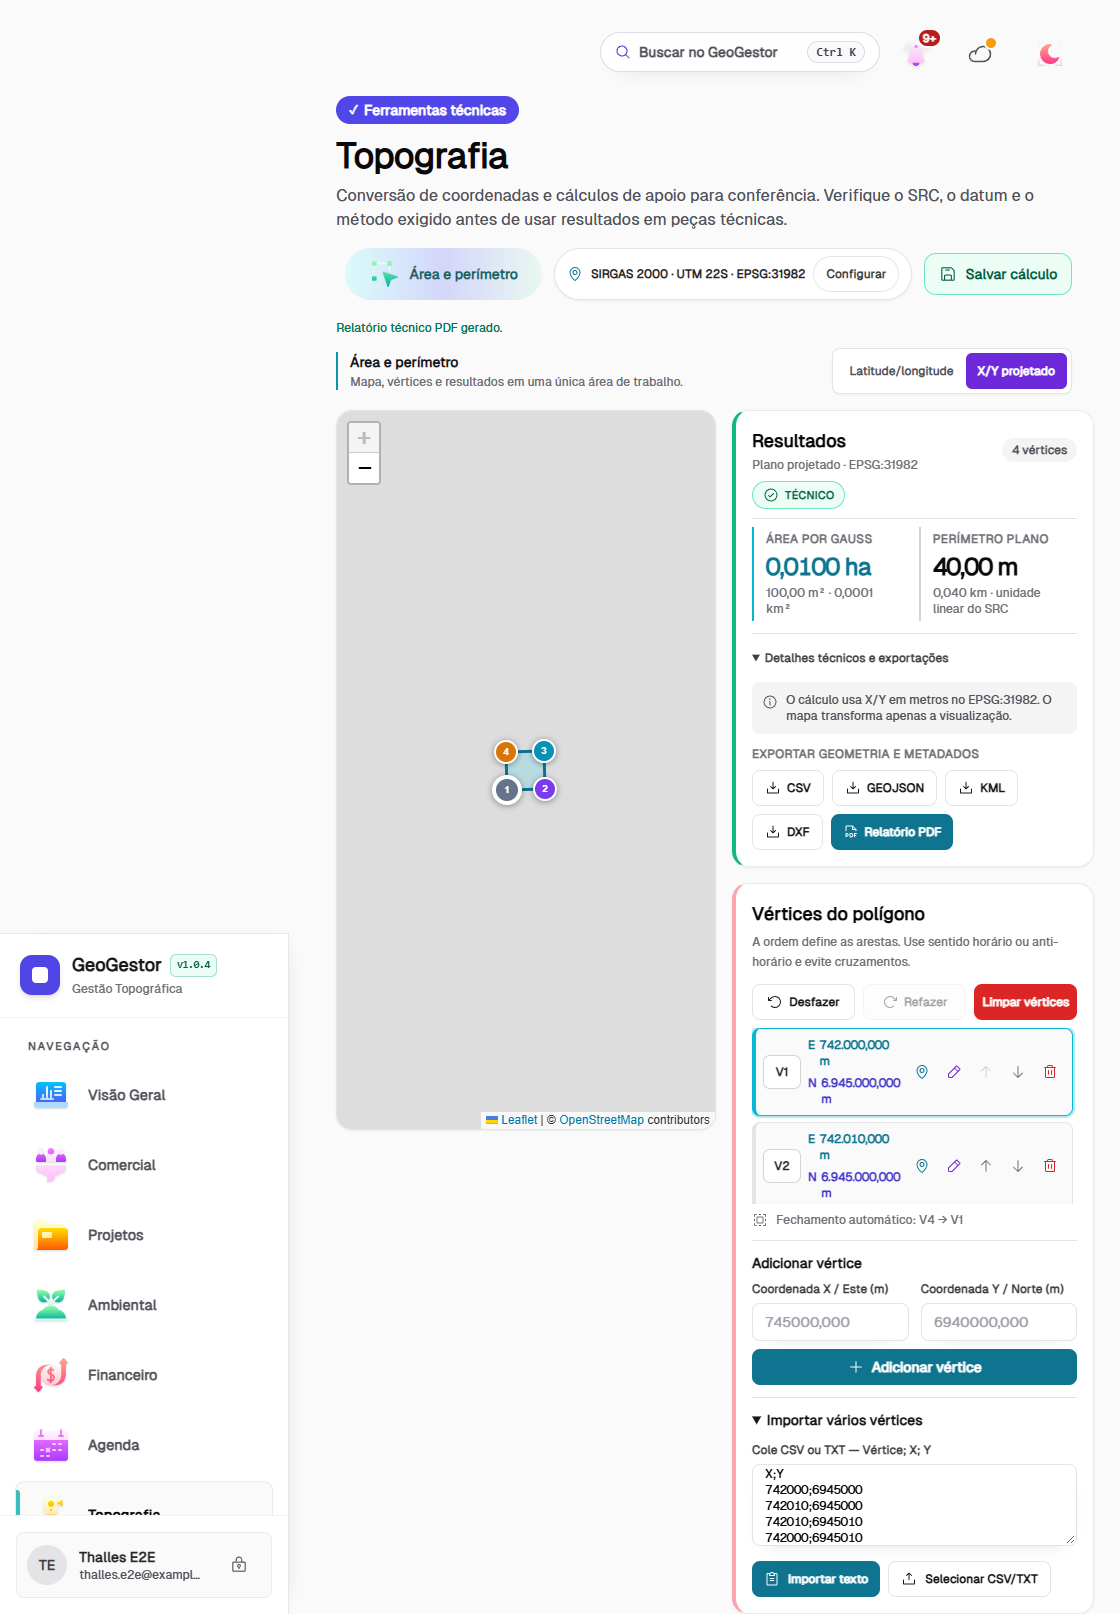 Buscar no GeoGestor
Ctrl K
9+
✓ Ferramentas técnicas
Topografia
Conversão de coordenadas e cálculos de apoio para conferência. Verifique o SRC, o datum e o
método exigido antes de usar resultados em peças técnicas.
Área e perímetro
SIRGAS 2000 · UTM 22S · EPSG:31982
Configurar
Salvar cálculo
Relatório técnico PDF gerado.
Área e perímetro
Mapa, vértices e resultados em uma única área de trabalho.
Latitude/longitude
X/Y projetado
+
−
4
3
1
2
Leaflet | © OpenStreetMap contributors
Resultados
Plano projetado · EPSG:31982
4 vértices
TÉCNICO
ÁREA POR GAUSS
0,0100 ha
100,00 m² · 0,0001
km²
PERÍMETRO PLANO
40,00 m
0,040 km · unidade
linear do SRC
▼ Detalhes técnicos e exportações
O cálculo usa X/Y em metros no EPSG:31982. O
mapa transforma apenas a visualização.
EXPORTAR GEOMETRIA E METADADOS
CSV
GEOJSON
KML
DXF
Relatório PDF
Vértices do polígono
A ordem define as arestas. Use sentido horário ou anti-
horário e evite cruzamentos.
Desfazer
Refazer
Limpar vértices
V1
E 742.000,000
m
N 6.945.000,000
m
V2
E 742.010,000
m
N 6.945.000,000
m
Fechamento automático: V4 → V1
Adicionar vértice
Coordenada X / Este (m)
Coordenada Y / Norte (m)
745000,000
6940000,000
+ Adicionar vértice
▼ Importar vários vértices
Cole CSV ou TXT — Vértice; X; Y
X;Y
742000;6945000
742010;6945000
742010;6945010
742000;6945010
Importar texto
Selecionar CSV/TXT
GeoGestor
v1.0.4
Gestão Topográfica
NAVEGAÇÃO
Visão Geral
Comercial
Projetos
Ambiental
Financeiro
Agenda
Topografia
TE
Thalles E2E
thalles.e2e@exampl...